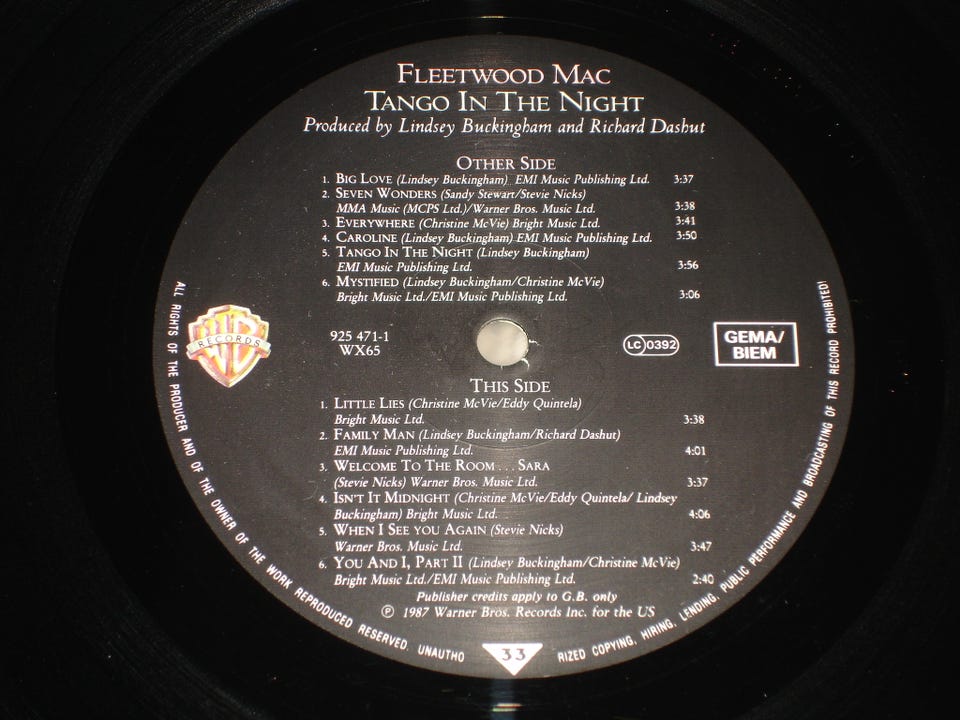 FLEETWOOD MAC
TANGO IN THE NIGHT
Produced by Lindsey Buckingham and Richard Dashut
OTHER SIDE
1. BIG LOVE (Lindsey Buckingham) EMI Music Publishing Ltd. 3:37
2. SEVEN WONDERS (Sandy Stewart/Stevie Nicks)
MMA Music (MCPS Ltd.)/Warner Bros. Music Ltd. 3:38
3. EVERYWHERE (Christine McVie) Bright Music Ltd. 3:41
4. CAROLINE (Lindsey Buckingham) EMI Music Publishing Ltd. 3:50
5. TANGO IN THE NIGHT (Lindsey Buckingham)
EMI Music Publishing Ltd. 3:56
6. MYSTIFIED (Lindsey Buckingham/Christine McVie)
Bright Music Ltd./EMI Music Publishing Ltd. 3:06
WB
RECORDS
925 471-1
WX65
LC 0392
GEMA/
BIEM
THIS SIDE
1. LITTLE LIES (Christine McVie/Eddy Quintela)
Bright Music Ltd. 3:38
2. FAMILY MAN (Lindsey Buckingham/Richard Dashut)
EMI Music Publishing Ltd. 4:01
3. WELCOME TO THE ROOM . . . SARA
(Stevie Nicks) Warner Bros. Music Ltd. 3:37
4. ISN'T IT MIDNIGHT (Christine McVie/Eddy Quintela/ Lindsey
Buckingham) Bright Music Ltd. 4:06
5. WHEN I SEE YOU AGAIN (Stevie Nicks)
Warner Bros. Music Ltd. 3:47
6. YOU AND I, PART II (Lindsey Buckingham/Christine McVie)
Bright Music Ltd./EMI Music Publishing Ltd. 2:40
Publisher credits apply to G.B. only
℗ 1987 Warner Bros. Records Inc. for the US
33
ALL RIGHTS OF THE PRODUCER AND OF THE OWNER OF THE WORK REPRODUCED RESERVED. UNAUTHO RIZED COPYING, HIRING, LENDING, PUBLIC PERFORMANCE AND BROADCASTING OF THIS RECORD PROHIBITED!